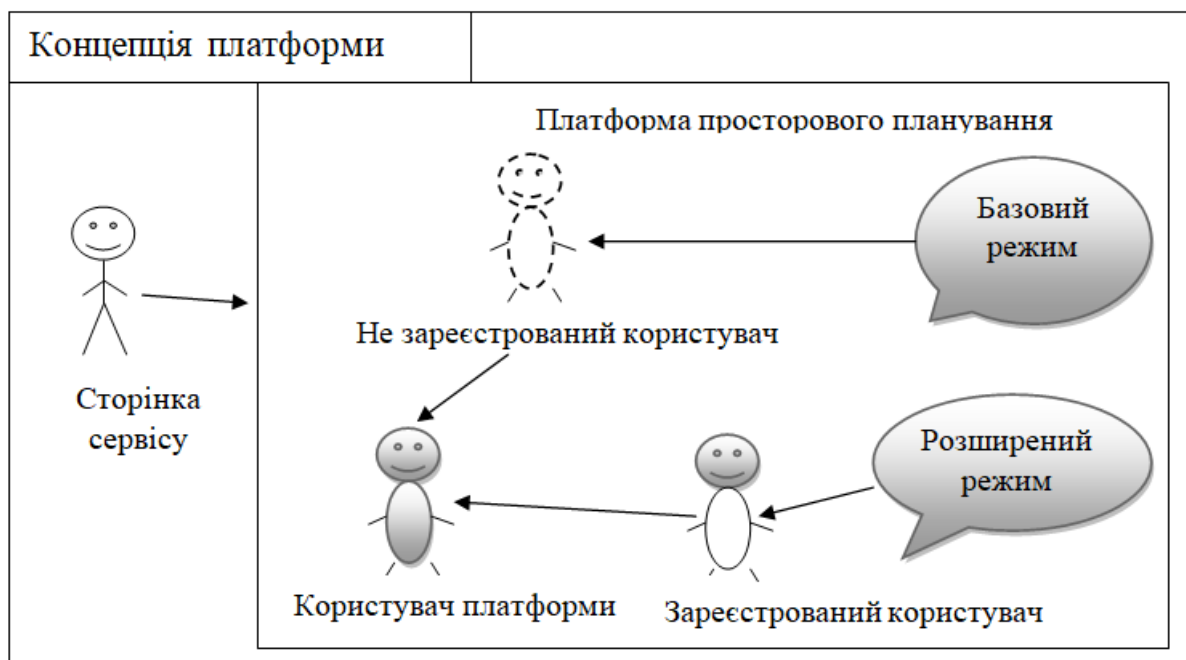 Концепція платформи
Платформа просторового планування
Базовий
режим
Не зареєстрований користувач
Сторінка
сервісу
Розширений
режим
Користувач платформи
Зареєстрований користувач